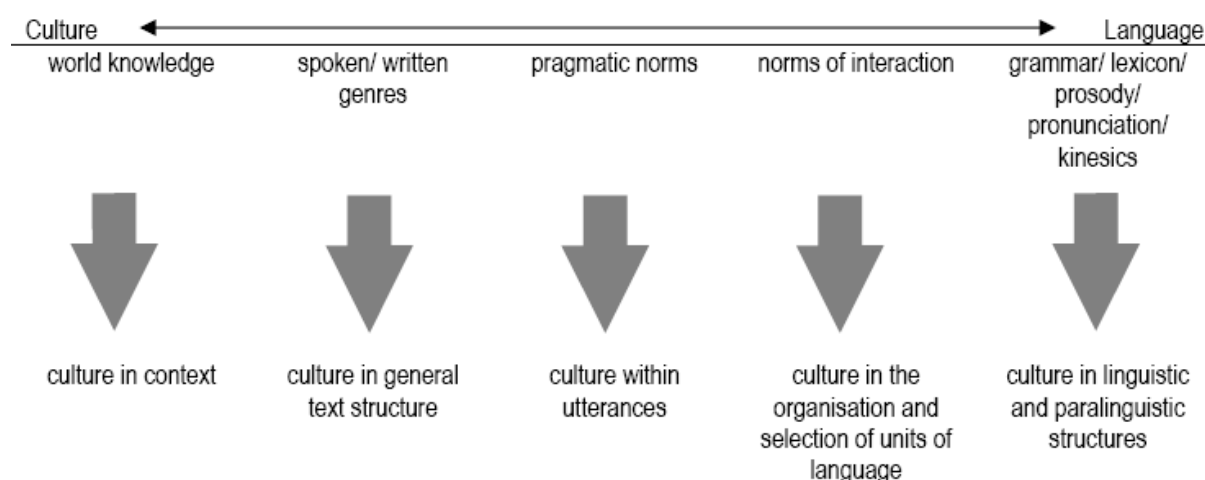 Culture Language
world knowledge
spoken/ written
genres
pragmatic norms
norms of interaction
grammar/ lexicon/
prosody/
pronunciation/
kinesics
culture in context
culture in general
text structure
culture within
utterances
culture in the
organisation and
selection of units of
language
culture in linguistic
and paralinguistic
structures